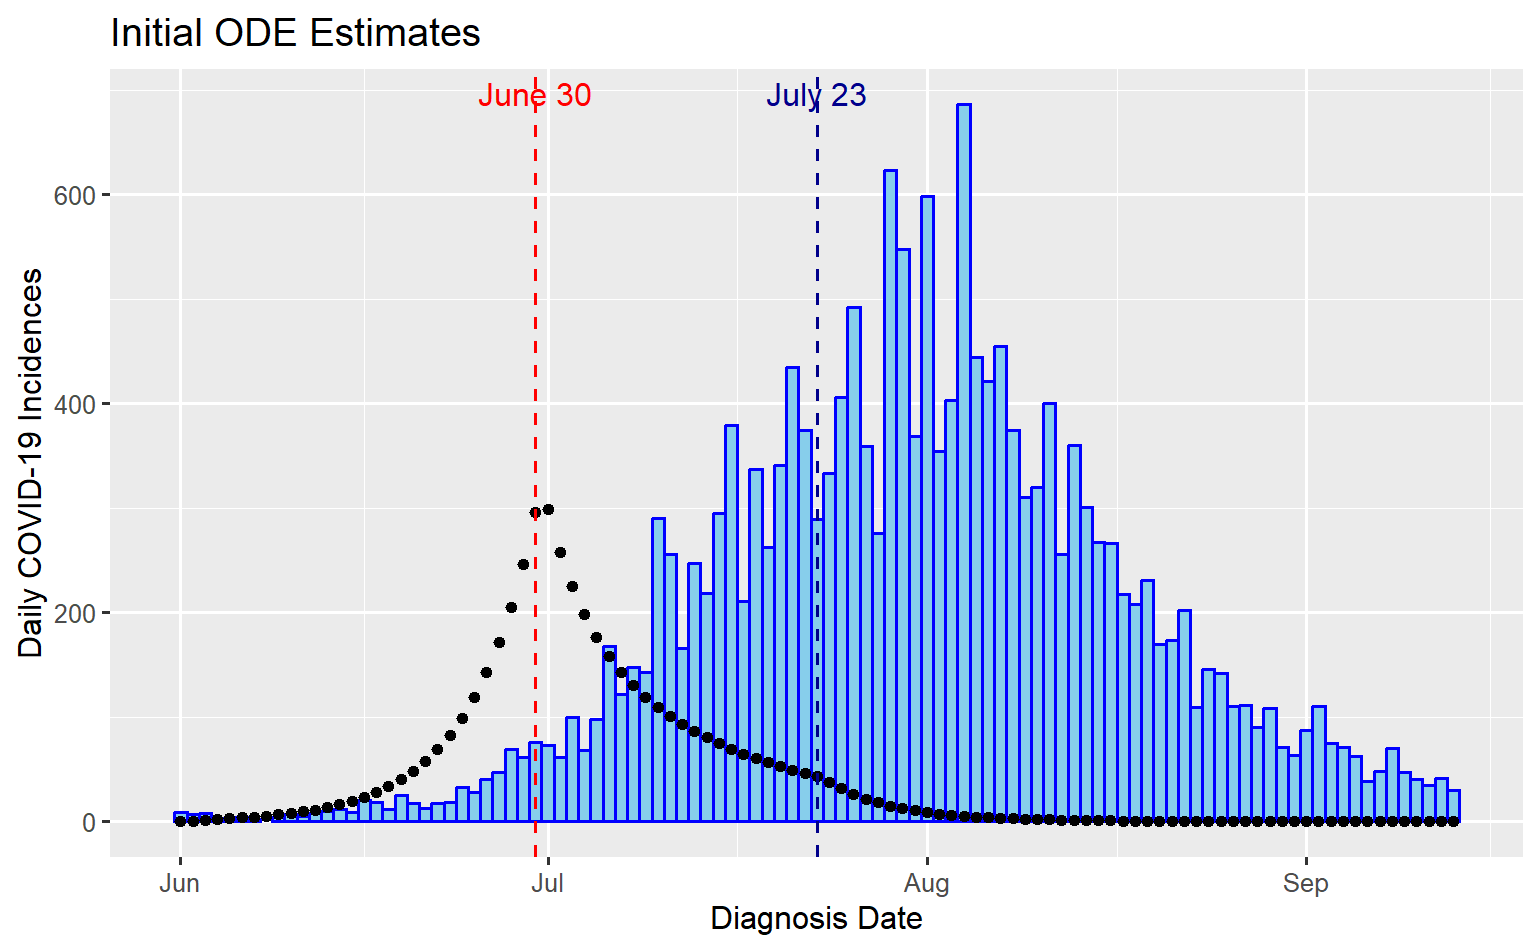 Initial ODE Estimates
June 30
July 23
Daily COVID-19 Incidences
600
400
200
0
Jun
Jul
Aug
Sep
Diagnosis Date